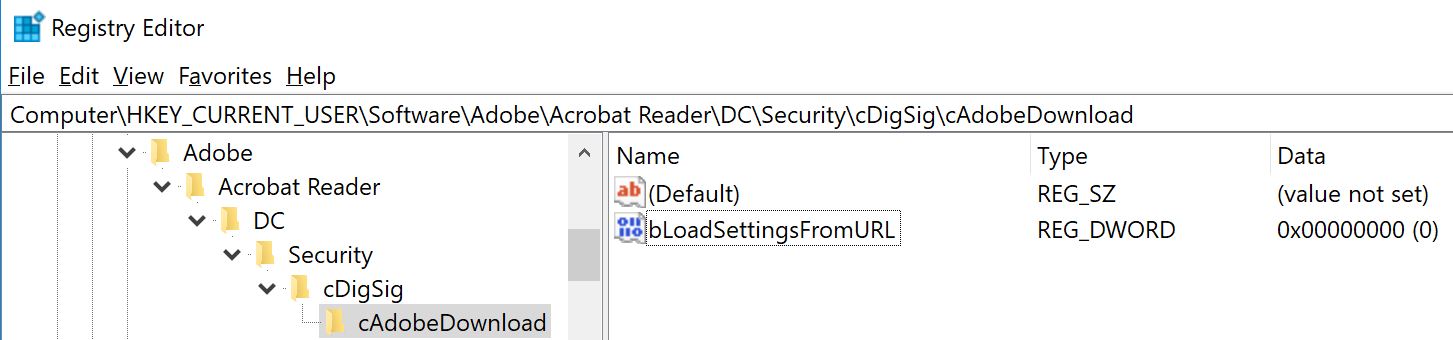 Registry Editor
File Edit View Favorites Help
Computer\HKEY_CURRENT_USER\Software\Adobe\Acrobat Reader\DC\Security\cDigSig\cAdobeDownload
Adobe
Acrobat Reader
DC
Security
cDigSig
cAdobeDownload
Name Type Data
(Default) REG_SZ (value not set)
bLoadSettingsFromURL REG_DWORD 0x00000000 (0)